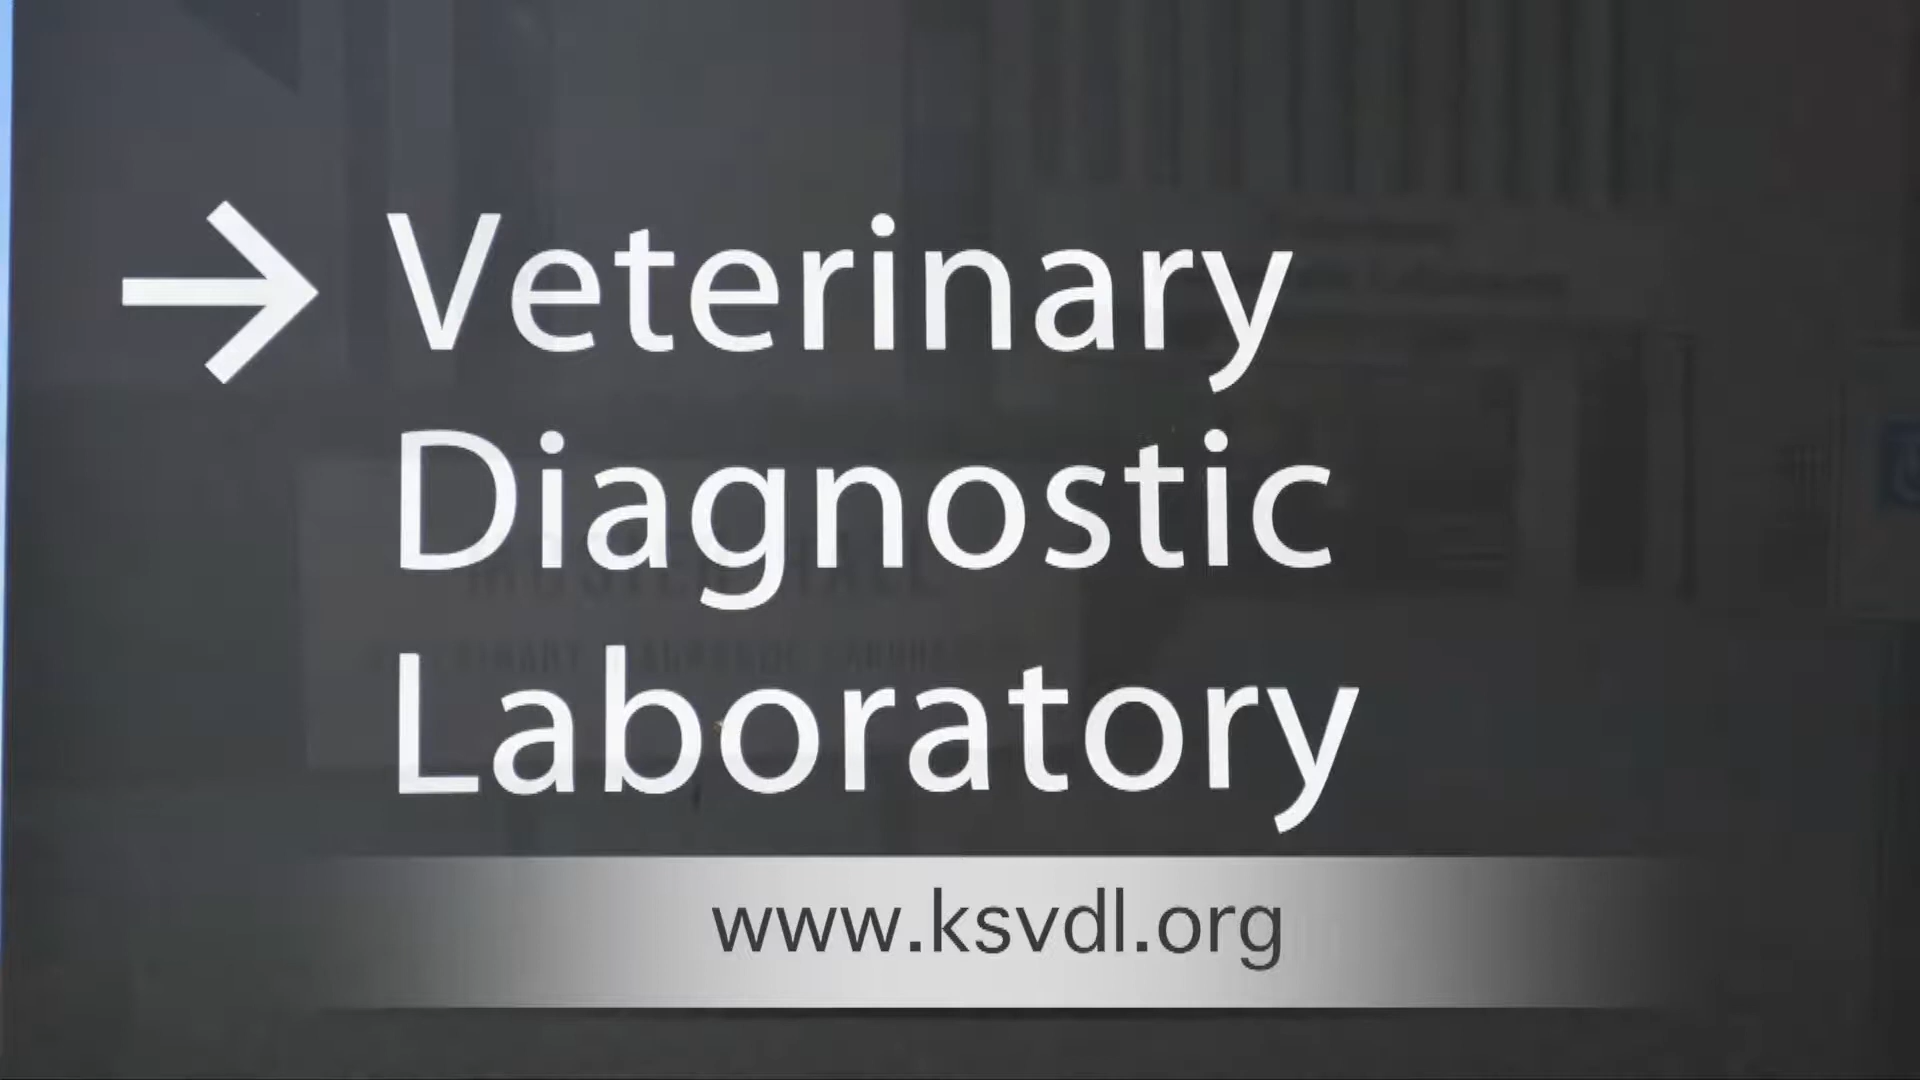 → Veterinary
Diagnostic
Laboratory
www.ksvdl.org